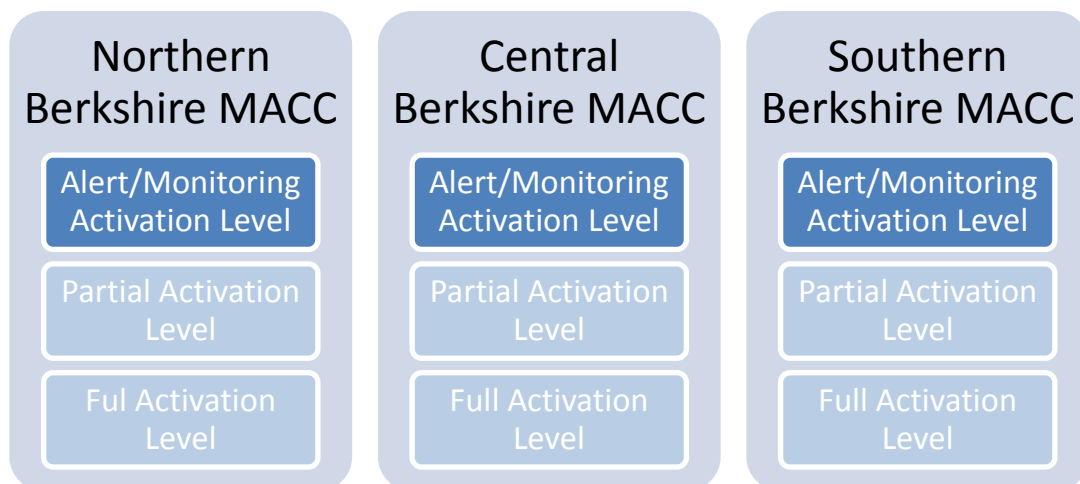 Northern
Berkshire MACC
Alert/Monitoring
Activation Level
Partial Activation
Level
Ful Activation
Level
Central
Berkshire MACC
Alert/Monitoring
Activation Level
Partial Activation
Level
Full Activation
Level
Southern
Berkshire MACC
Alert/Monitoring
Activation Level
Partial Activation
Level
Full Activation
Level